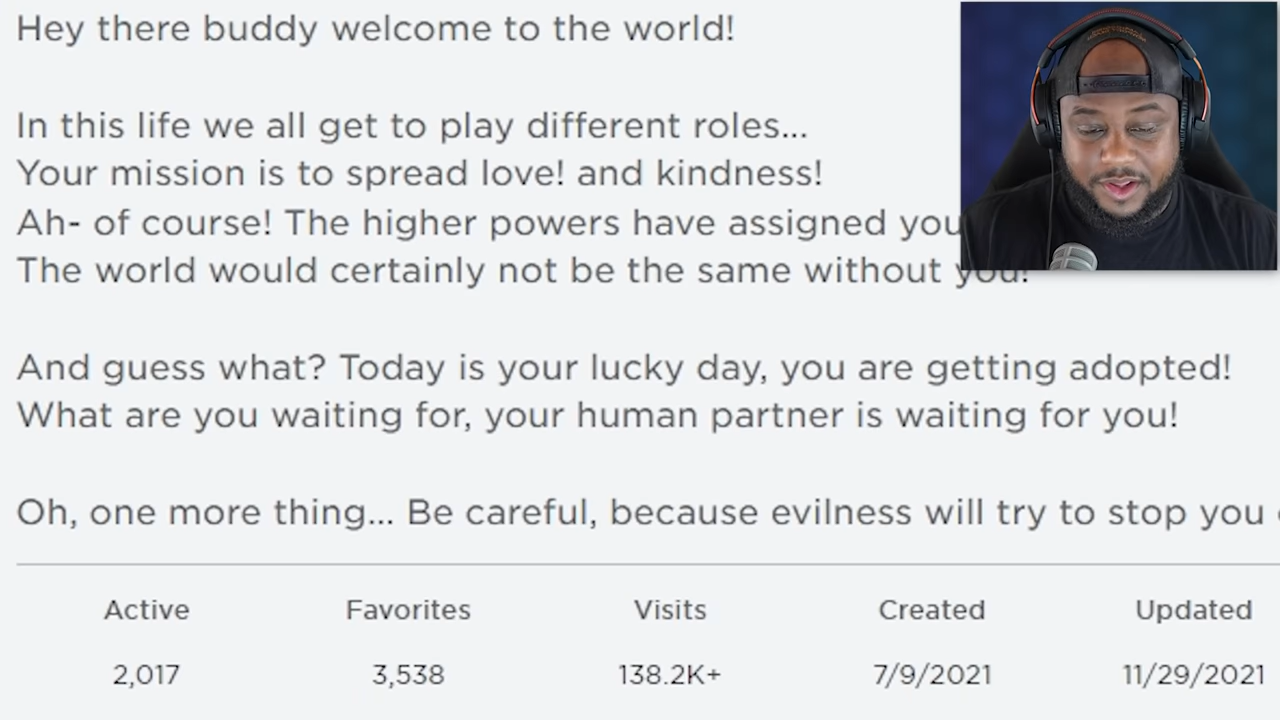 Hey there buddy welcome to the world!
In this life we all get to play different roles...
Your mission is to spread love! and kindness!
Ah- of course! The higher powers have assigned you
The world would certainly not be the same without you!
And guess what? Today is your lucky day, you are getting adopted!
What are you waiting for, your human partner is waiting for you!
Oh, one more thing... Be careful, because evilness will try to stop you
Active Favorites Visits Created Updated
2,017 3,538 138.2K+ 7/9/2021 11/29/2021